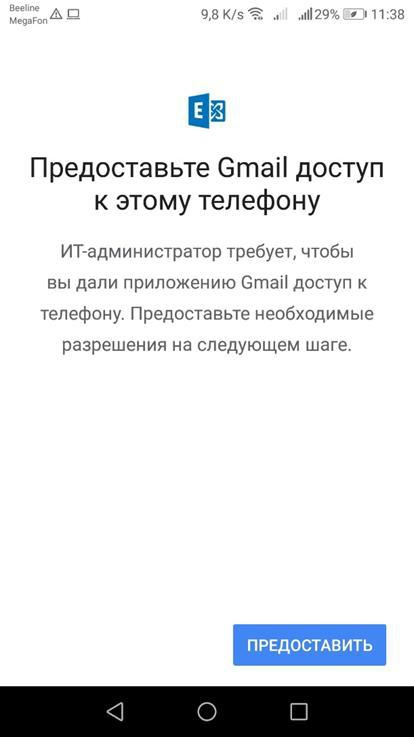 Beeline
MegaFon
9,8 K/s 29% 11:38
E
Предоставьте Gmail доступ
к этому телефону
ИТ-администратор требует, чтобы
вы дали приложению Gmail доступ к
телефону. Предоставьте необходимые
разрешения на следующем шаге.
ПРЕДОСТАВИТЬ